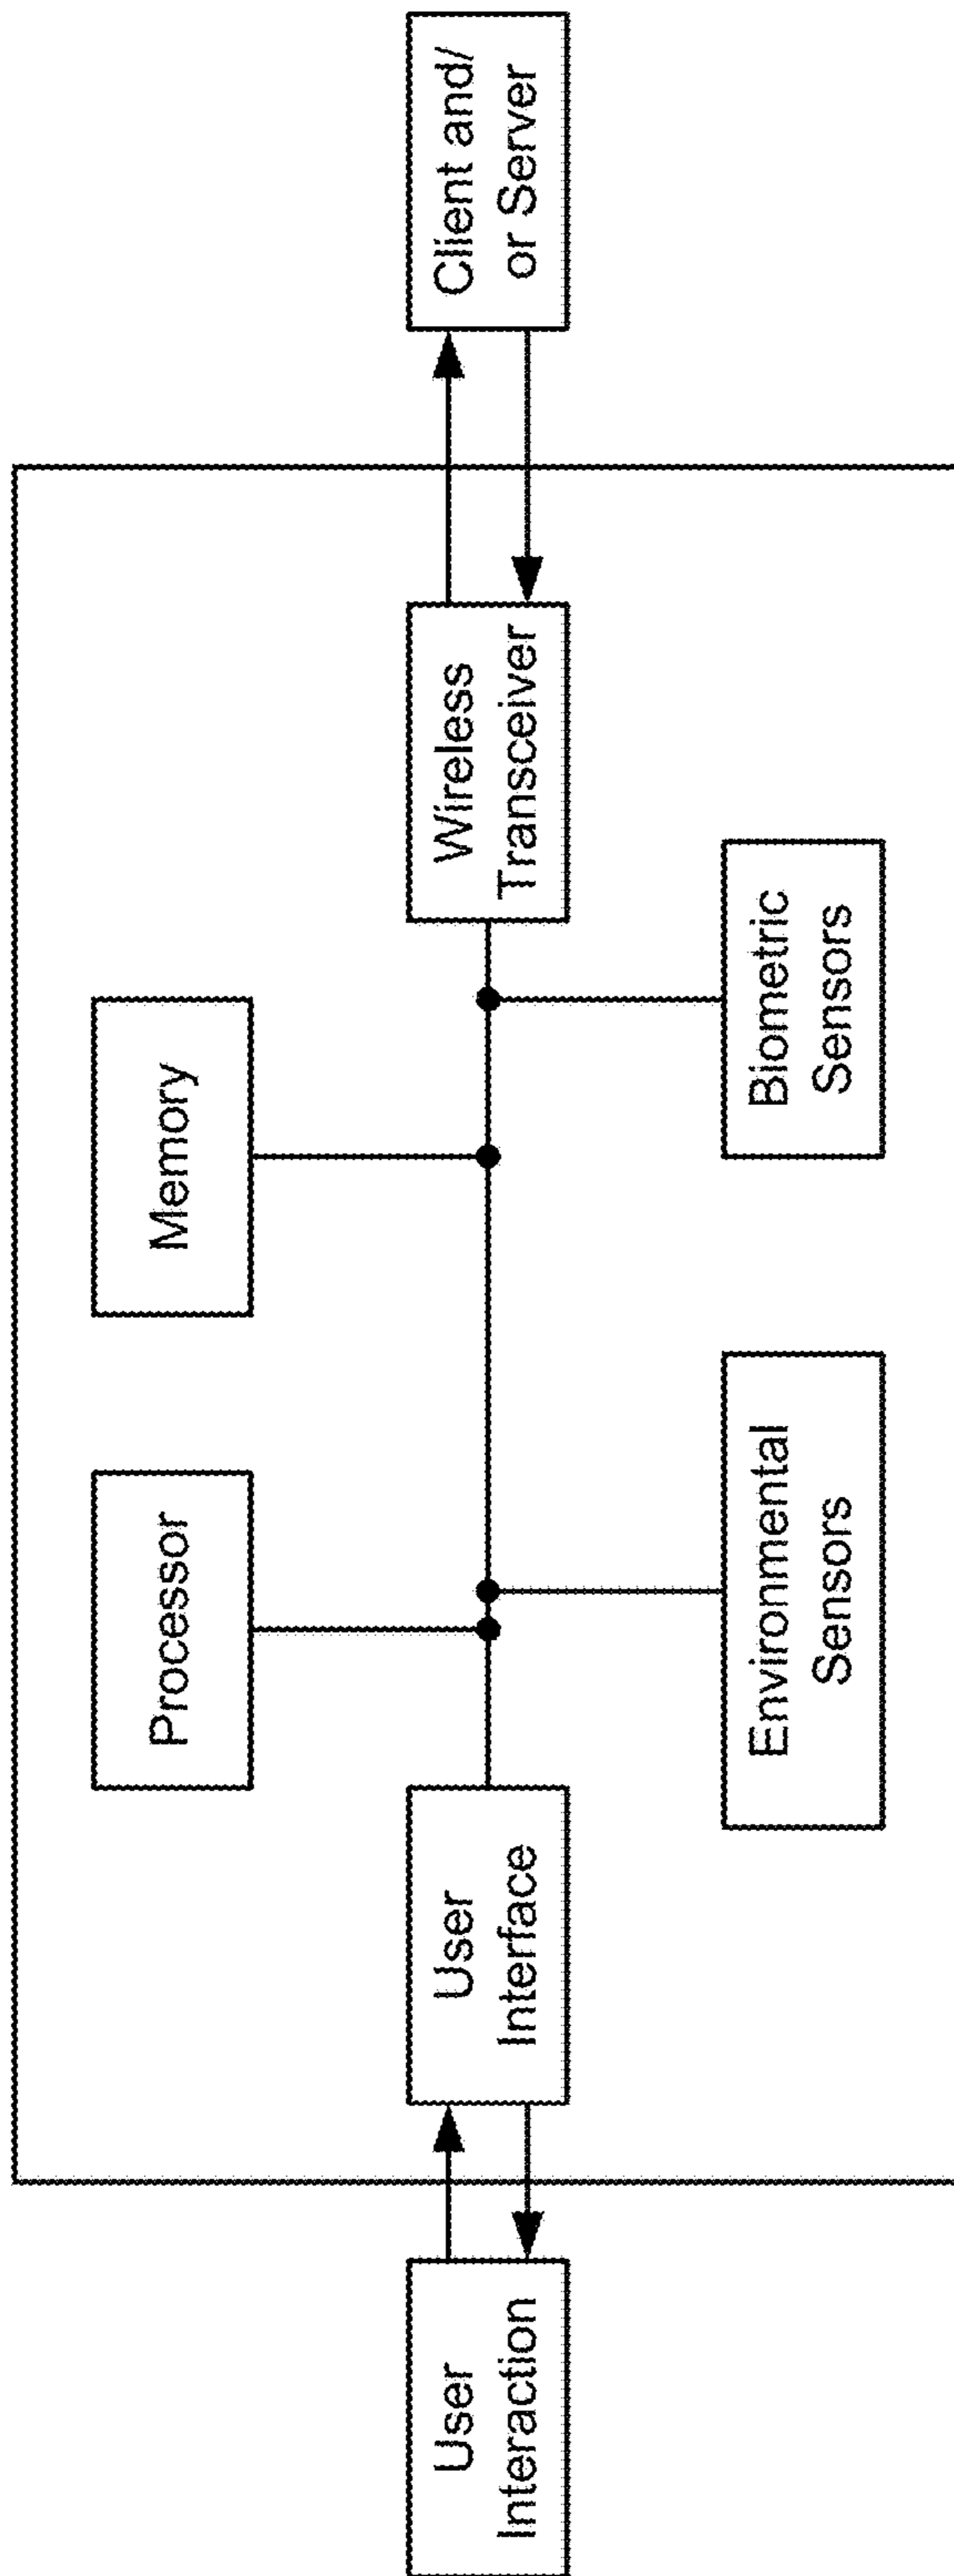 Processor
Memory
User
Interaction
User
Interface
Wireless
Transceiver
Client and/
or Server
Environmental
Sensors
Biometric
Sensors